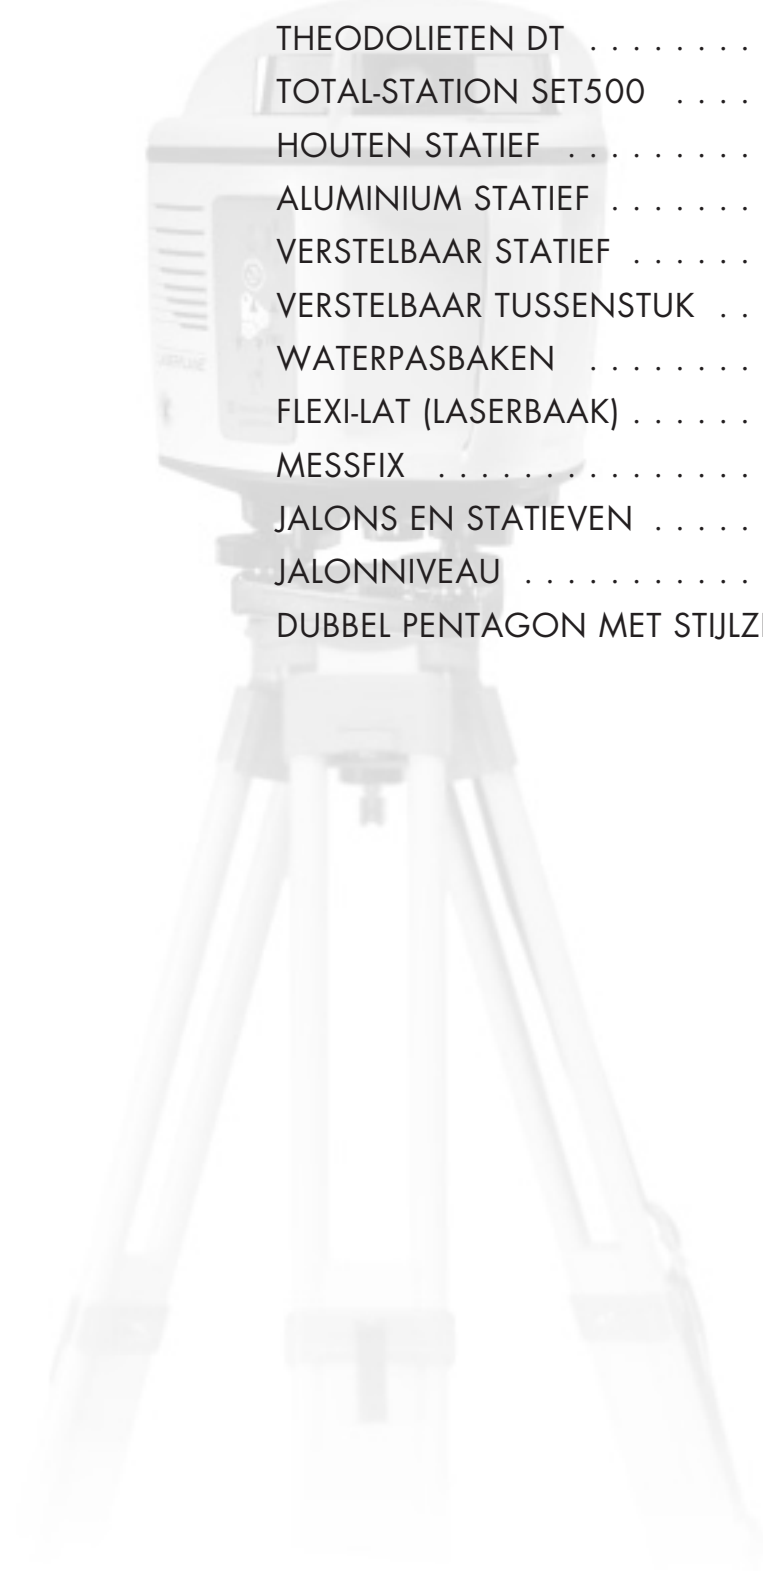 THEODOLIETEN DT . . . . . . . .
TOTAL-STATION SET500 . . . .
HOUTEN STATIEF . . . . . . . . .
ALUMINIUM STATIEF . . . . . . .
VERSTELBAAR STATIEF . . . . . .
VERSTELBAAR TUSSENSTUK . .
WATERPASBAKEN . . . . . . . .
FLEXI-LAT (LASERBAAK) . . . . . .
MESSFIX . . . . . . . . . . . . . . .
JALONS EN STATIEVEN . . . . .
JALONNIVEAU . . . . . . . . . . .
DUBBEL PENTAGON MET